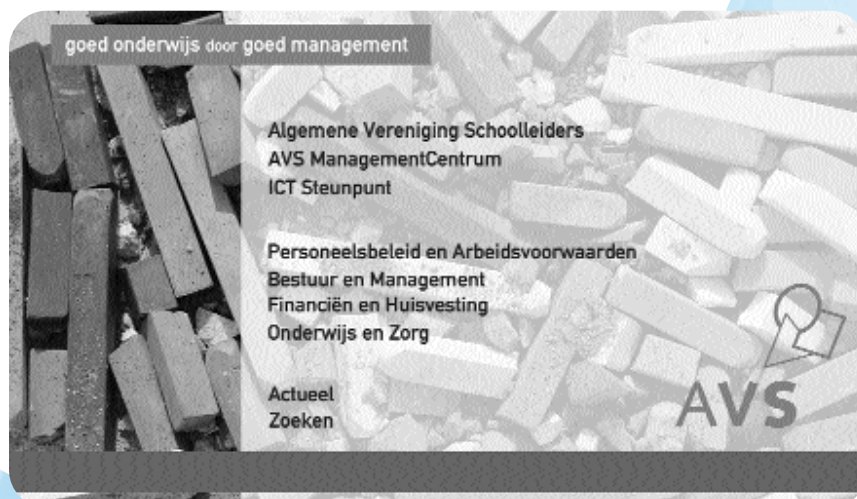 goed onderwijs door goed management
Algemene Vereniging Schoolleiders
AVS ManagementCentrum
ICT Steunpunt
Personeelsbeleid en Arbeidsvoorwaarden
Bestuur en Management
Financiën en Huisvesting
Onderwijs en Zorg
Actueel
Zoeken
AVS